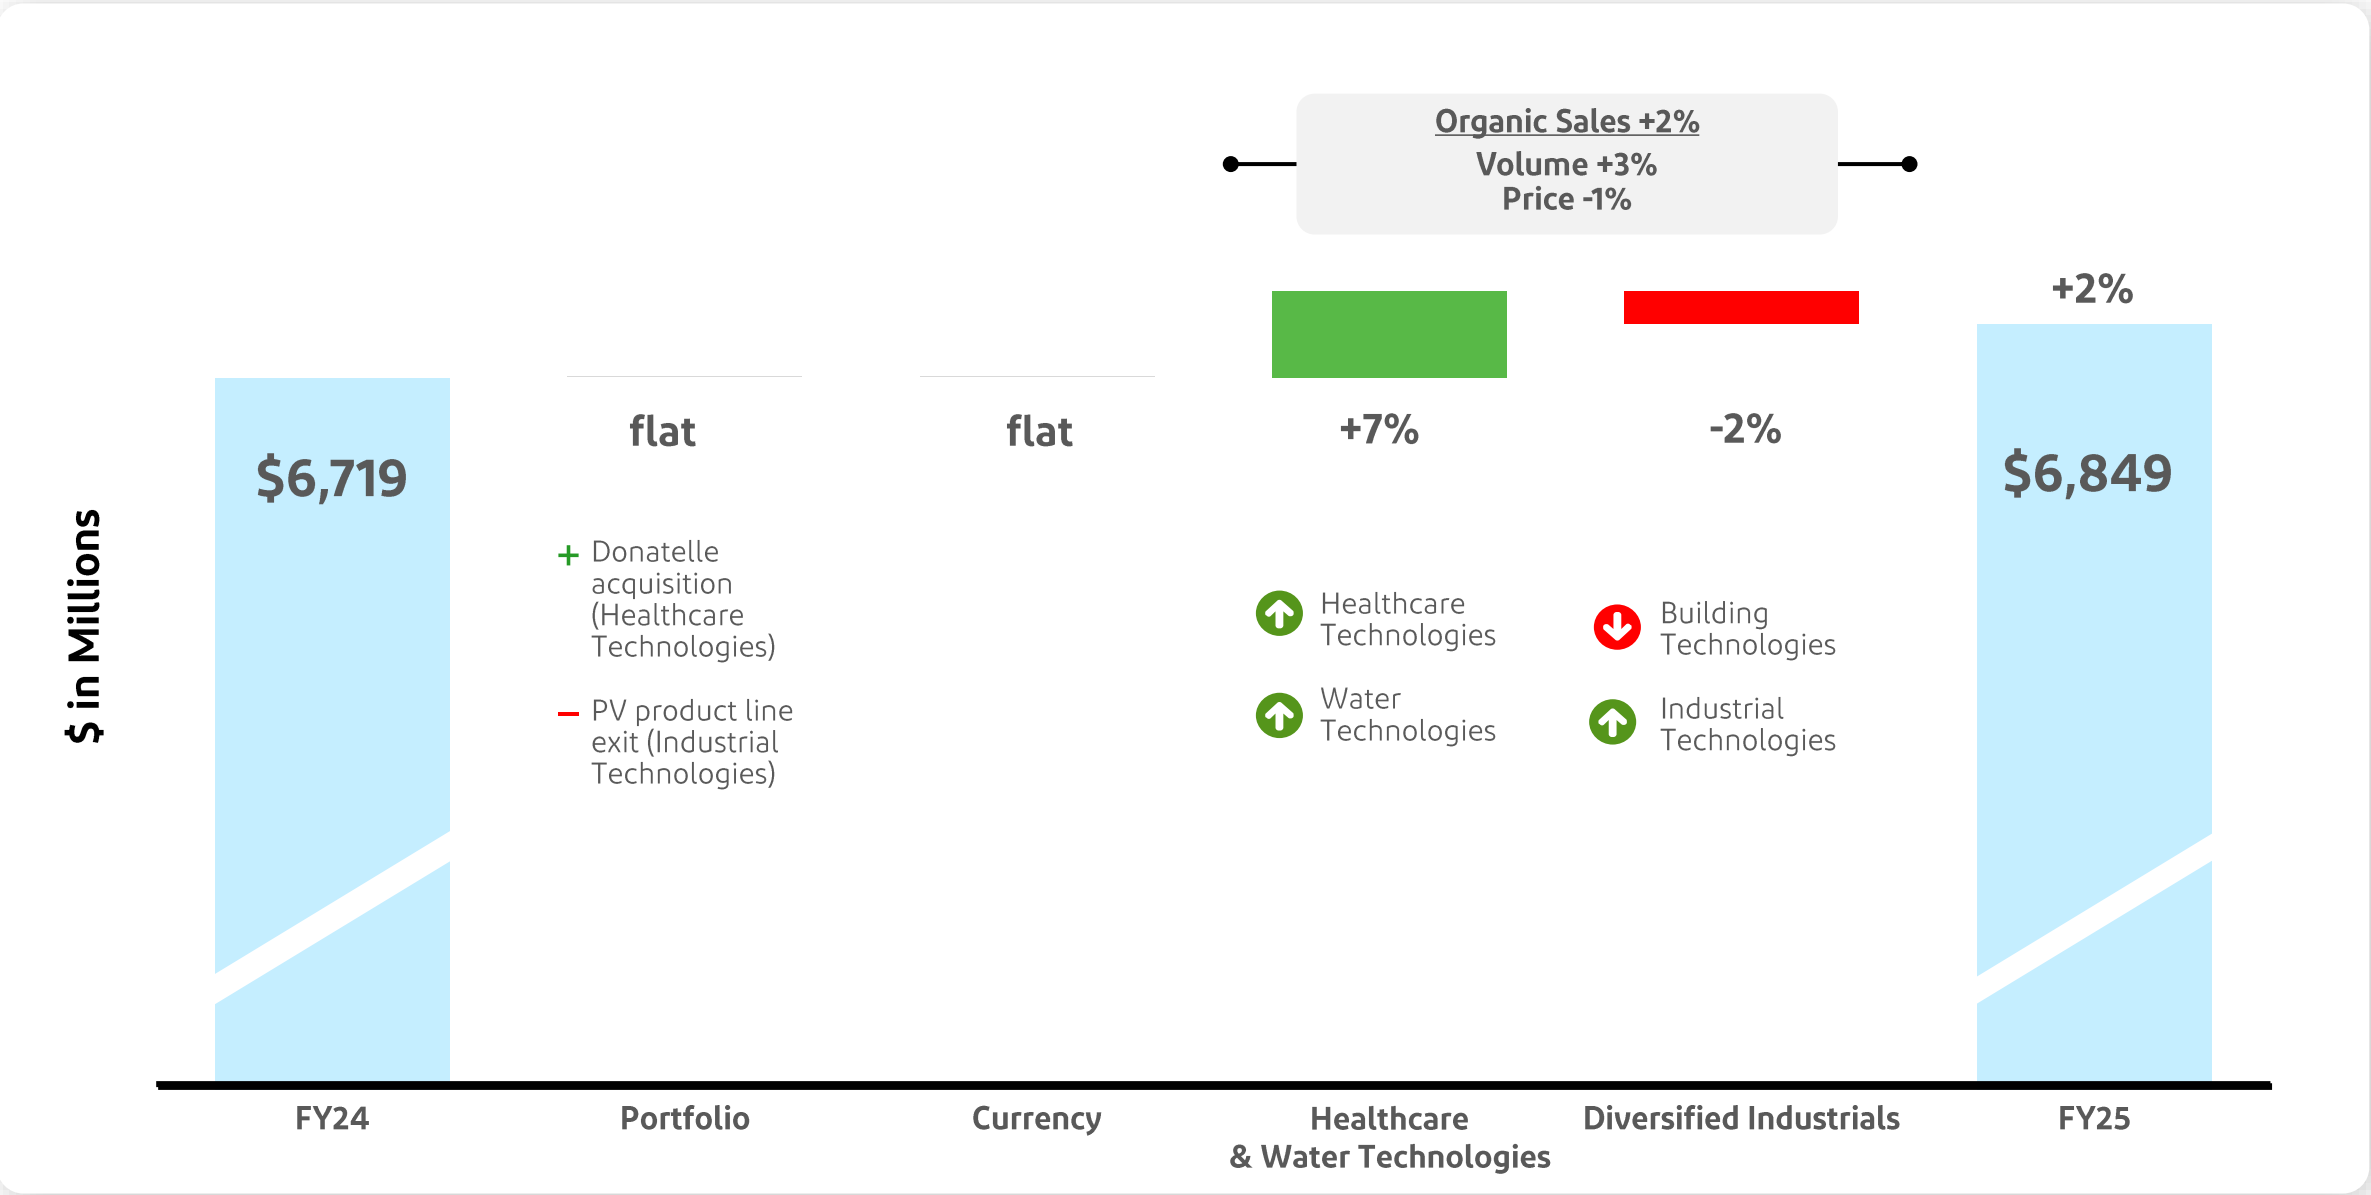 Organic Sales +2%
Volume +3%
Price -1%
+2%
flat
flat
+7%
-2%
$6,719
$6,849
$ in Millions
Donatelle
acquisition
(Healthcare
Technologies)
PV product line
exit (Industrial
Technologies)
Healthcare
Technologies
Water
Technologies
Building
Technologies
Industrial
Technologies
FY24
Portfolio
Currency
Healthcare
& Water Technologies
Diversified Industrials
FY25